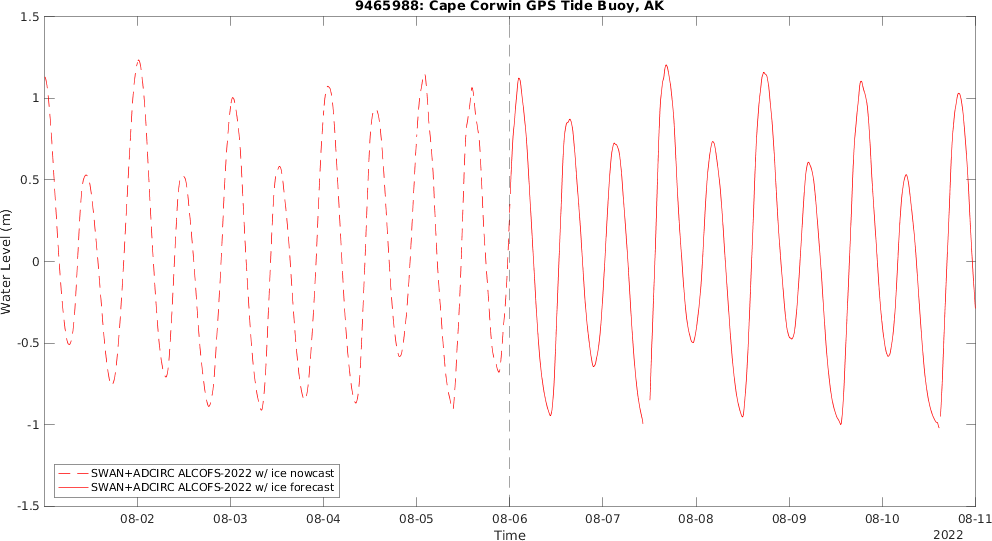 9465988: Cape Corwin GPS Tide Buoy, AK
1.5
1
0.5
0
-0.5
-1
-1.5
Water Level (m)
SWAN+ADCIRC ALCOFS-2022 w/ ice nowcast
SWAN+ADCIRC ALCOFS-2022 w/ ice forecast
08-02 08-03 08-04 08-05 08-06 08-07 08-08 08-09 08-10 08-11
Time
2022